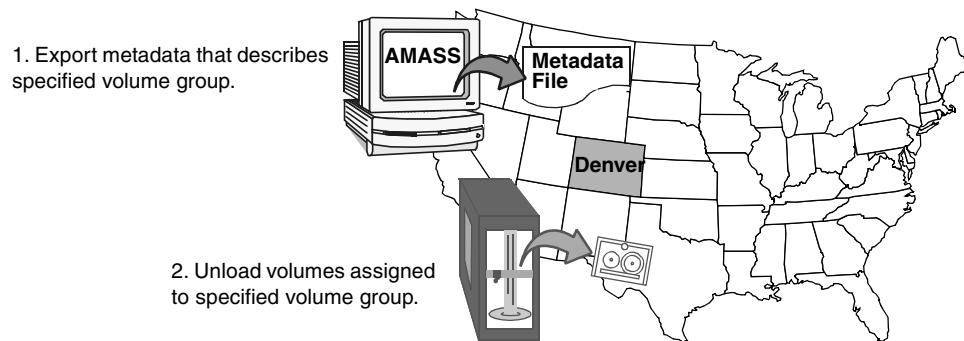 1. Export metadata that describes
specified volume group.
AMASS
Metadata
File
Denver
2. Unload volumes assigned
to specified volume group.